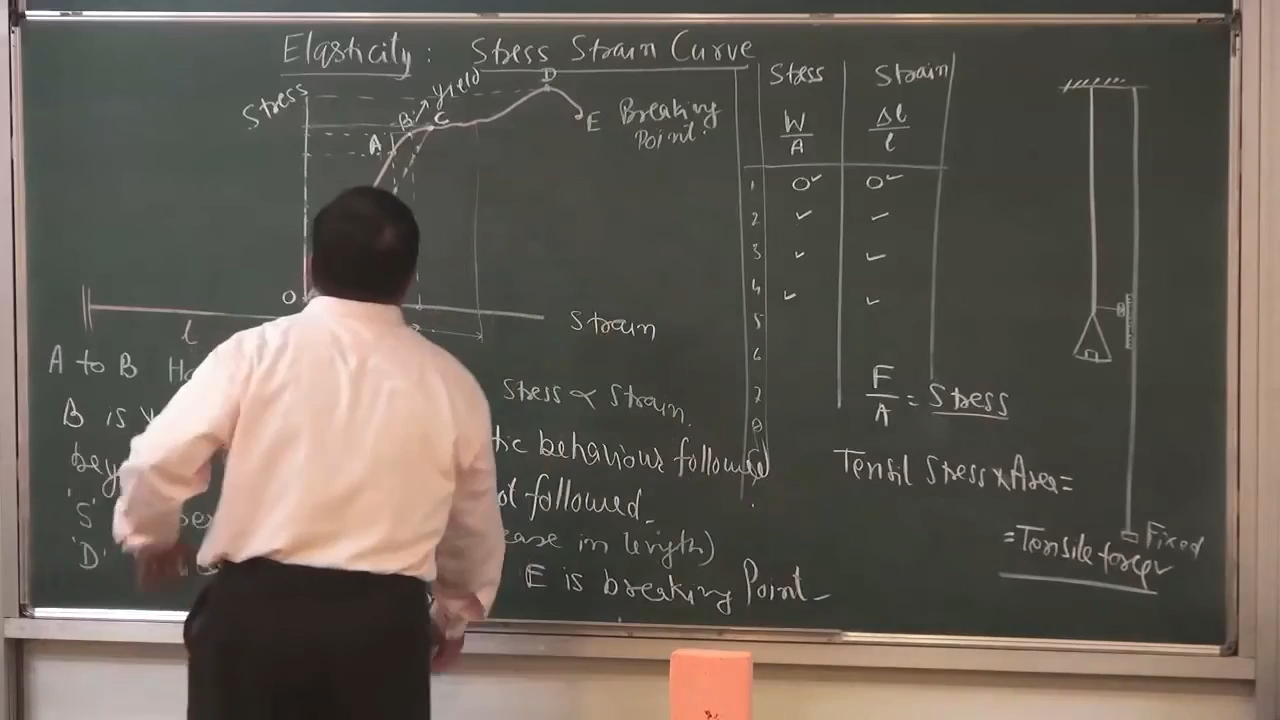 Elasticity: Stress Strain Curve
Stress
yield
A
B
C
D
E Breaking
Point.
O
l
Strain
Stress Strain
W/A Δl/l
1 0✓ 0✓
2 ✓ ✓
3 ✓ ✓
4 ✓ ✓
5
6
7
8
A to B
Stress ∝ Strain.
B is
behaviour followed
followed.
'S'
in length)
'D'
E is breaking Point
F/A = Stress
Tensil Stress x Area =
= Tensile force
Fixed